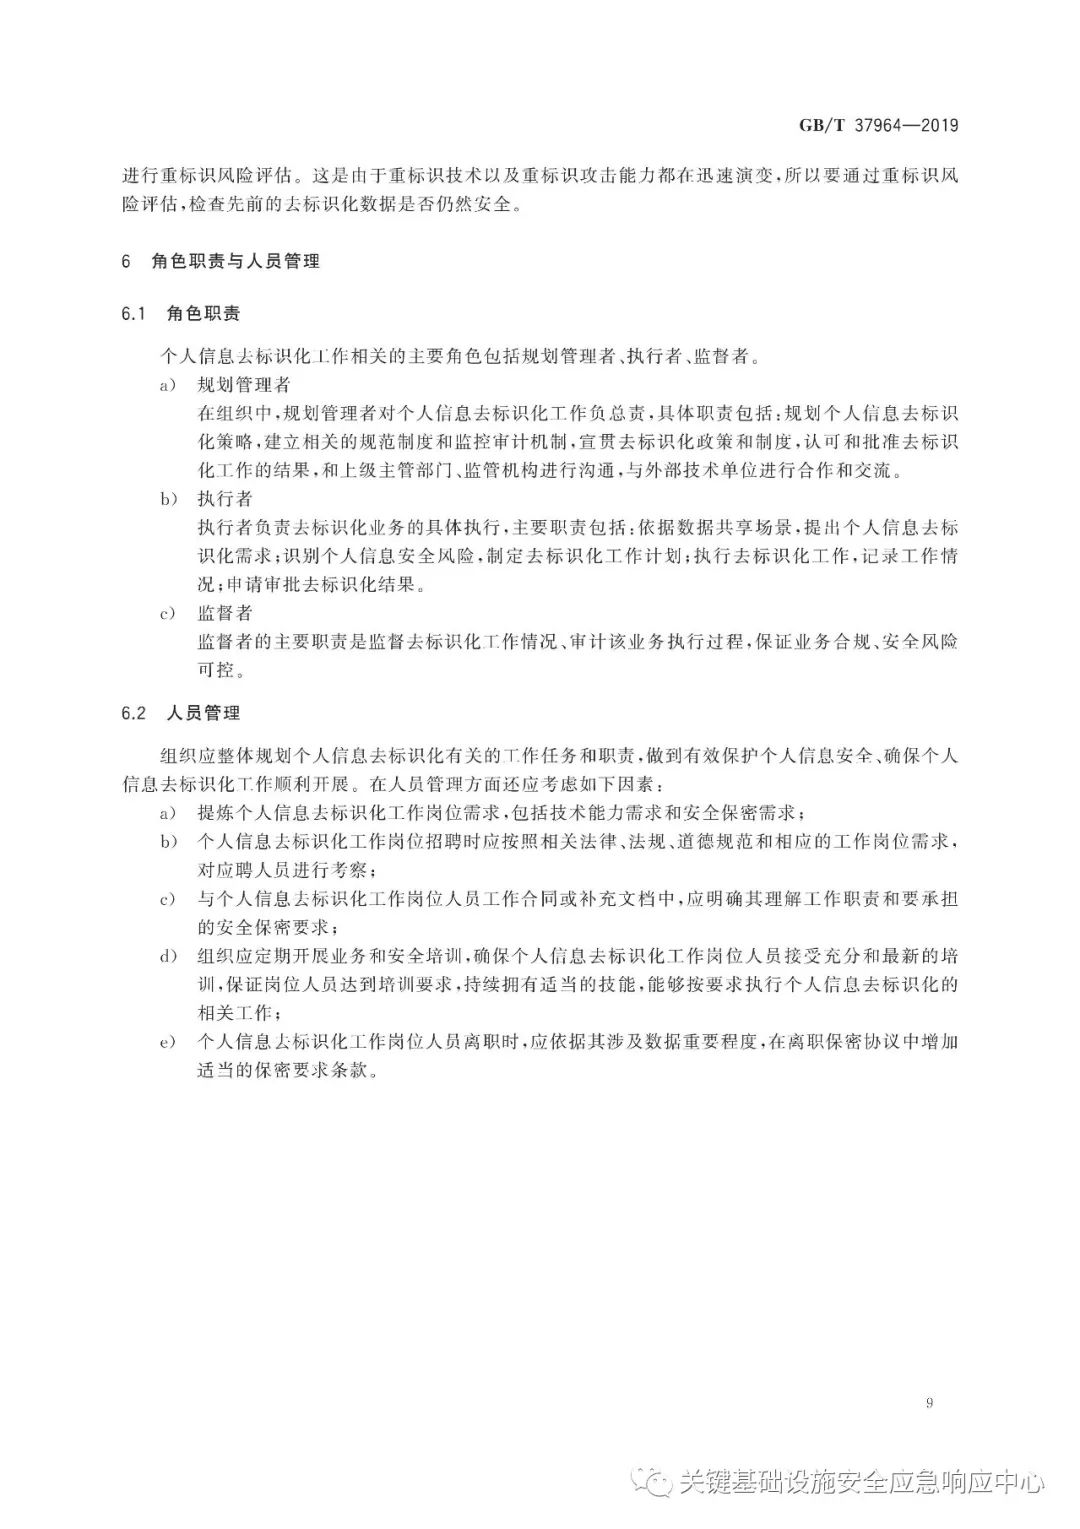 GB/T 37964—2019
进行重标识风险评估。这是由于重标识技术以及重标识攻击能力都在迅速演变,所以要通过重标识风
险评估,检查先前的去标识化数据是否仍然安全。
6 角色职责与人员管理
6.1 角色职责
个人信息去标识化工作相关的主要角色包括规划管理者、执行者、监督者。
a) 规划管理者
在组织中,规划管理者对个人信息去标识化工作负总责,具体职责包括:规划个人信息去标识
化策略,建立相关的规范制度和监控审计机制,宣贯去标识化政策和制度,认可和批准去标识
化工作的结果,和上级主管部门、监管机构进行沟通,与外部技术单位进行合作和交流。
b) 执行者
执行者负责去标识化业务的具体执行,主要职责包括:依据数据共享场景,提出个人信息去标
识化需求;识别个人信息安全风险,制定去标识化工作计划;执行去标识化工作,记录工作情
况;申请审批去标识化结果。
c) 监督者
监督者的主要职责是监督去标识化工作情况、审计该业务执行过程,保证业务合规、安全风险
可控。
6.2 人员管理
组织应整体规划个人信息去标识化有关的工作任务和职责,做到有效保护个人信息安全、确保个人
信息去标识化工作顺利开展。在人员管理方面还应考虑如下因素:
a) 提炼个人信息去标识化工作岗位需求,包括技术能力需求和安全保密需求;
b) 个人信息去标识化工作岗位招聘时应按照相关法律、法规、道德规范和相应的工作岗位需求,
对应聘人员进行考察;
c) 与个人信息去标识化工作岗位人员工作合同或补充文档中,应明确其理解工作职责和要承担
的安全保密要求;
d) 组织应定期开展业务和安全培训,确保个人信息去标识化工作岗位人员接受充分和最新的培
训,保证岗位人员达到培训要求,持续拥有适当的技能,能够按要求执行个人信息去标识化的
相关工作;
e) 个人信息去标识化工作岗位人员离职时,应依据其涉及数据重要程度,在离职保密协议中增加
适当的保密要求条款。
9
关键基础设施安全应急响应中心